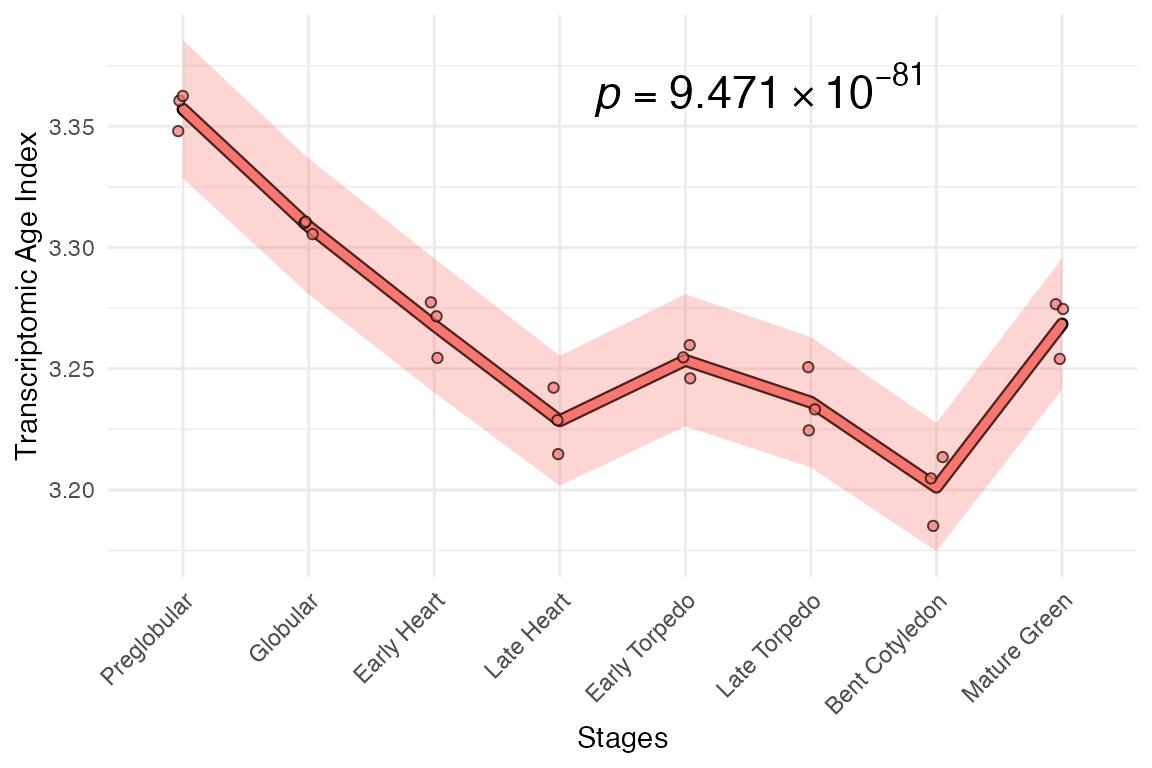 p = 9.471 × 10⁻⁸¹
Transcriptomic Age Index
3.35
3.30
3.25
3.20
Preglobular
Globular
Early Heart
Late Heart
Early Torpedo
Late Torpedo
Bent Cotyledon
Mature Green
Stages